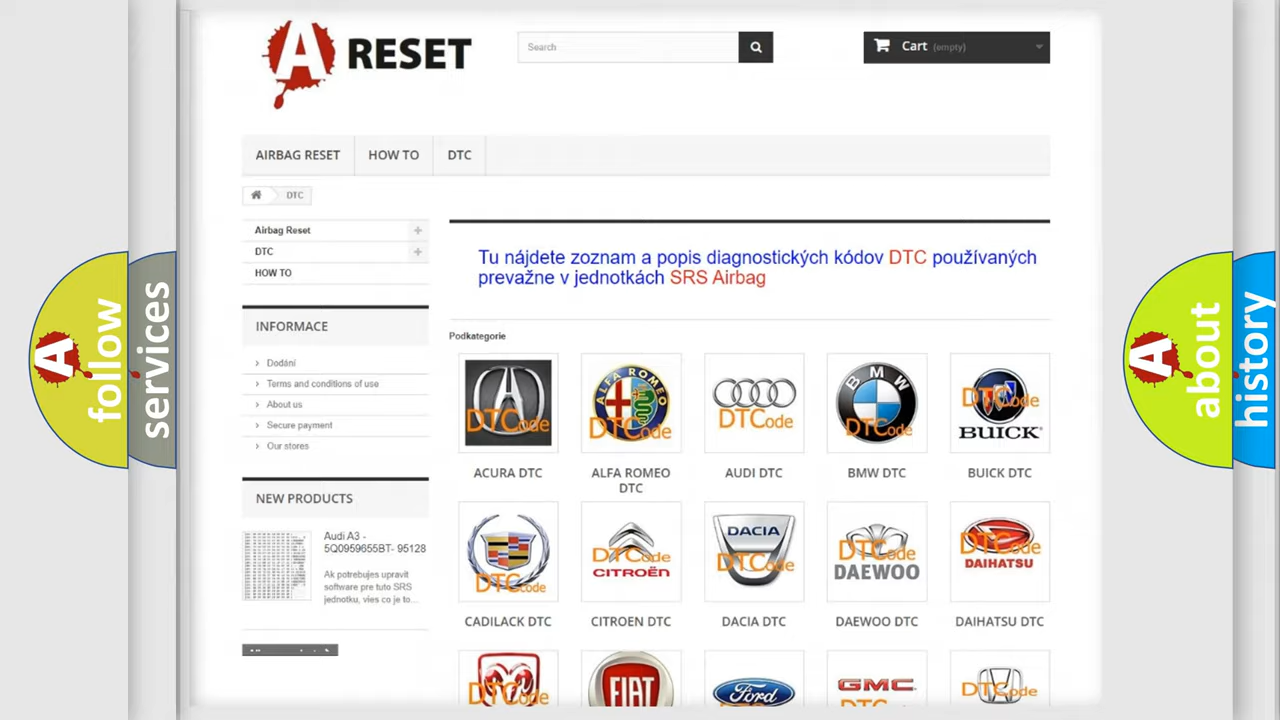 A RESET
Search
Cart (empty)
AIRBAG RESET
HOW TO
DTC
DTC
Airbag Reset
DTC
HOW TO
INFORMACE
Dodání
Terms and conditions of use
About us
Secure payment
Our stores
NEW PRODUCTS
Audi A3 -
5Q0959655BT- 95128
Ak potrebujes upravit
software pre tuto SRS
jednotku, vies co je to...
Tu nájdete zoznam a popis diagnostických kódov DTC používaných
prevažne v jednotkách SRS Airbag
Podkategorie
DTCode
ALFA ROMEO
DTCode
DTCode
BMW
DTCode
DTCode
BUICK
ACURA DTC
ALFA ROMEO
DTC
AUDI DTC
BMW DTC
BUICK DTC
DTCode
DTCode
CITROËN
DACIA
DTCode
DTCode
DAEWOO
DTCode
DAIHATSU
CADILACK DTC
CITROEN DTC
DACIA DTC
DAEWOO DTC
DAIHATSU DTC
DTCode
FIAT
Ford
GMC
DTCode
A follow
services
A about
history